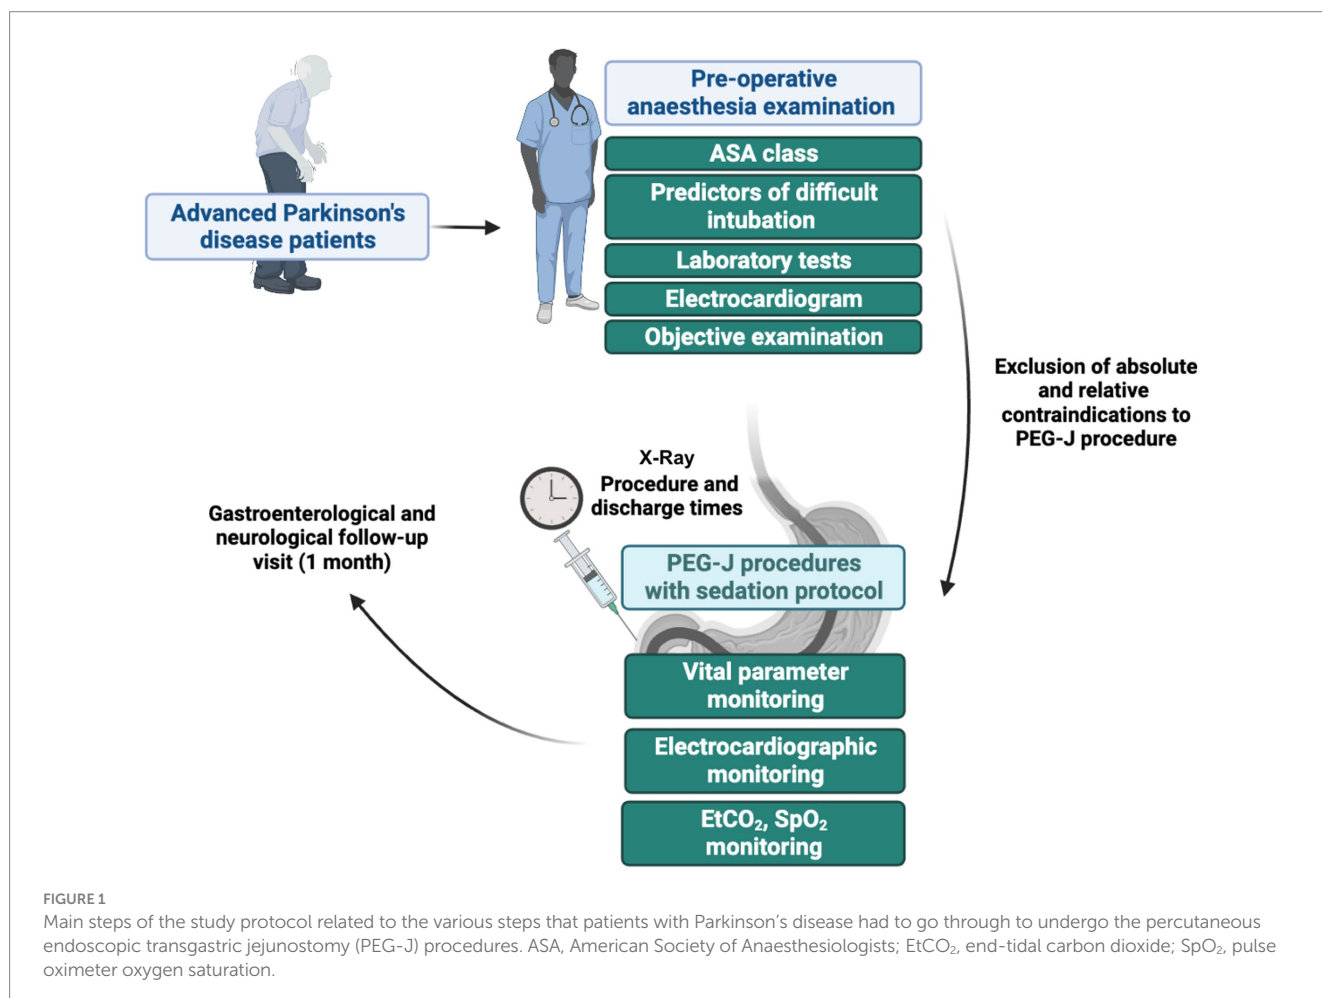 Pre-operative
anaesthesia examination
ASA class
Predictors of difficult
intubation
Laboratory tests
Electrocardiogram
Objective examination
Advanced Parkinson's
disease patients
Exclusion of absolute
and relative
contraindications to
PEG-J procedure
X-Ray
Procedure and
discharge times
PEG-J procedures
with sedation protocol
Vital parameter
monitoring
Electrocardiographic
monitoring
EtCO₂, SpO₂
monitoring
Gastroenterological and
neurological follow-up
visit (1 month)
FIGURE 1
Main steps of the study protocol related to the various steps that patients with Parkinson’s disease had to go through to undergo the percutaneous
endoscopic transgastric jejunostomy (PEG-J) procedures. ASA, American Society of Anaesthesiologists; EtCO₂, end-tidal carbon dioxide; SpO₂, pulse
oximeter oxygen saturation.